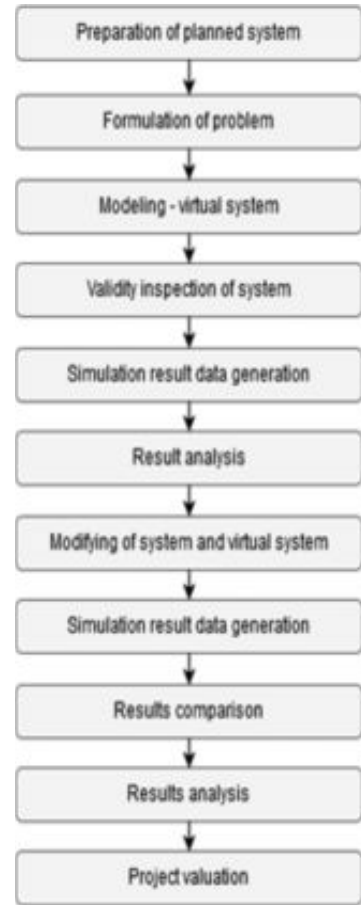 Preparation of planned system
Formulation of problem
Modeling - virtual system
Validity inspection of system
Simulation result data generation
Result analysis
Modifying of system and virtual system
Simulation result data generation
Results comparison
Results analysis
Project valuation